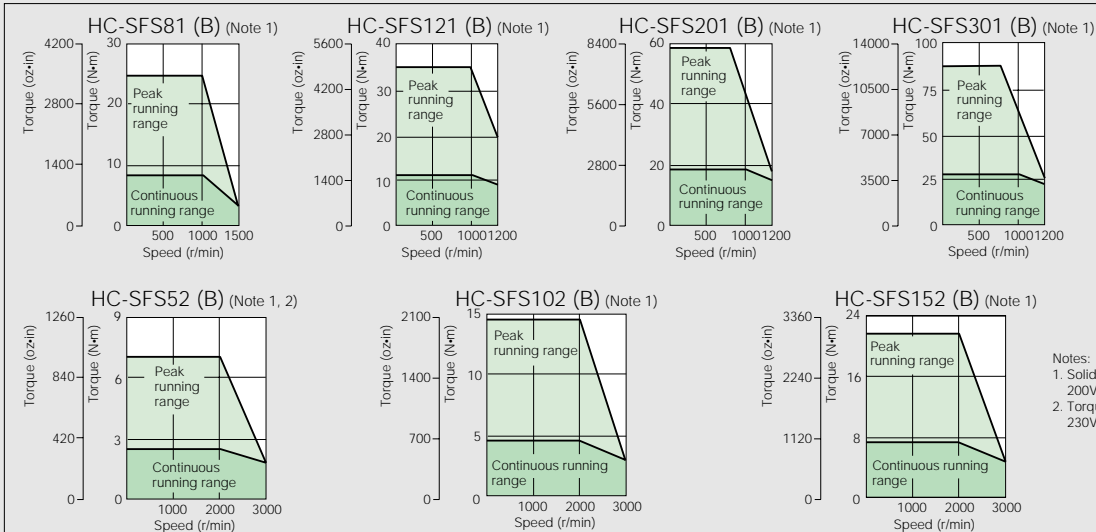 HC-SFS81 (B) (Note 1)
Torque (oz•in)
4200
2800
1400
0
Torque (N•m)
30
20
10
0
Peak
running
range
Continuous
running range
500 1000 1500
Speed (r/min)
HC-SFS121 (B) (Note 1)
Torque (oz•in)
5600
4200
2800
1400
0
Torque (N•m)
40
30
20
10
0
Peak
running
range
Continuous
running range
500 1000 1200
Speed (r/min)
HC-SFS201 (B) (Note 1)
Torque (oz•in)
8400
5600
2800
0
Torque (N•m)
60
40
20
0
Peak
running
range
Continuous
running range
500 1000 1200
Speed (r/min)
HC-SFS301 (B) (Note 1)
Torque (oz•in)
14000
10500
7000
3500
0
Torque (N•m)
100
75
50
25
0
Peak
running
range
Continuous
running range
500 1000 1200
Speed (r/min)
HC-SFS52 (B) (Note 1, 2)
Torque (oz•in)
1260
840
420
0
Torque (N•m)
9
6
3
0
Peak
running
range
Continuous
running range
1000 2000 3000
Speed (r/min)
HC-SFS102 (B) (Note 1)
Torque (oz•in)
2100
1400
700
0
Torque (N•m)
15
10
5
0
Peak
running range
Continuous running
range
1000 2000 3000
Speed (r/min)
HC-SFS152 (B) (Note 1)
Torque (oz•in)
3360
2240
1120
0
Torque (N•m)
24
16
8
0
Peak
running range
Continuous running
range
1000 2000 3000
Speed (r/min)
Notes:
1. Solid
200V
2. Torqu
230V